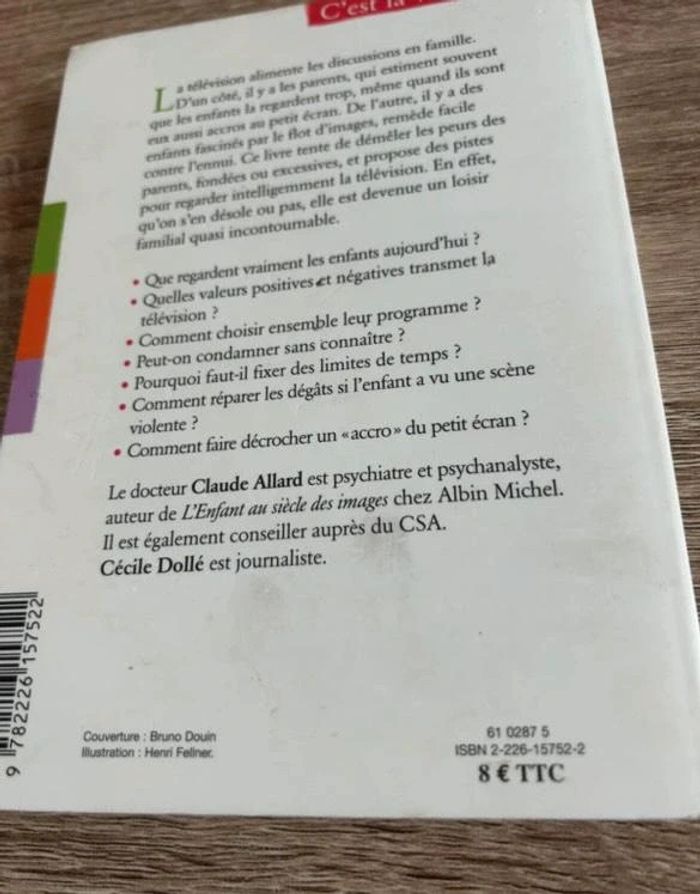 C'est la
La télévision alimente les discussions en famille.
D'un côté, il y a les parents, qui estiment souvent
que les enfants la regardent trop, même quand ils sont
eux aussi accros au petit écran. De l'autre, il y a des
enfants fascinés par le flot d'images, remède facile
contre l'ennui. Ce livre tente de démêler les peurs des
parents, fondées ou excessives, et propose des pistes
pour regarder intelligemment la télévision. En effet,
qu'on s'en désole ou pas, elle est devenue un loisir
familial quasi incontournable.
• Que regardent vraiment les enfants aujourd'hui ?
• Quelles valeurs positives et négatives transmet la
télévision ?
• Comment choisir ensemble leur programme ?
• Peut-on condamner sans connaître ?
• Pourquoi faut-il fixer des limites de temps ?
• Comment réparer les dégâts si l'enfant a vu une scène
violente ?
• Comment faire décrocher un «accro» du petit écran ?
Le docteur Claude Allard est psychiatre et psychanalyste,
auteur de L'Enfant au siècle des images chez Albin Michel.
Il est également conseiller auprès du CSA.
Cécile Dollé est journaliste.
9 782226 157522
Couverture : Bruno Douin
Illustration : Henri Fellner.
61 0287 5
ISBN 2-226-15752-2
8 € TTC